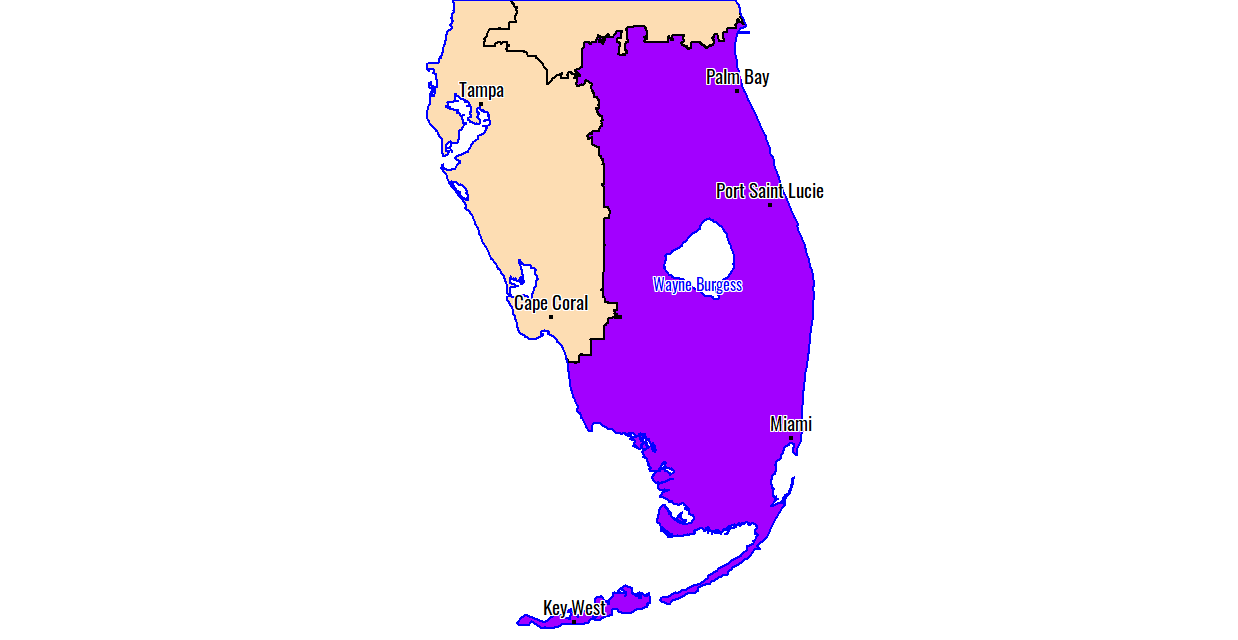 Palm Bay
Tampa
Port Saint Lucie
Wayne Burgess
Cape Coral
Miami
Key West